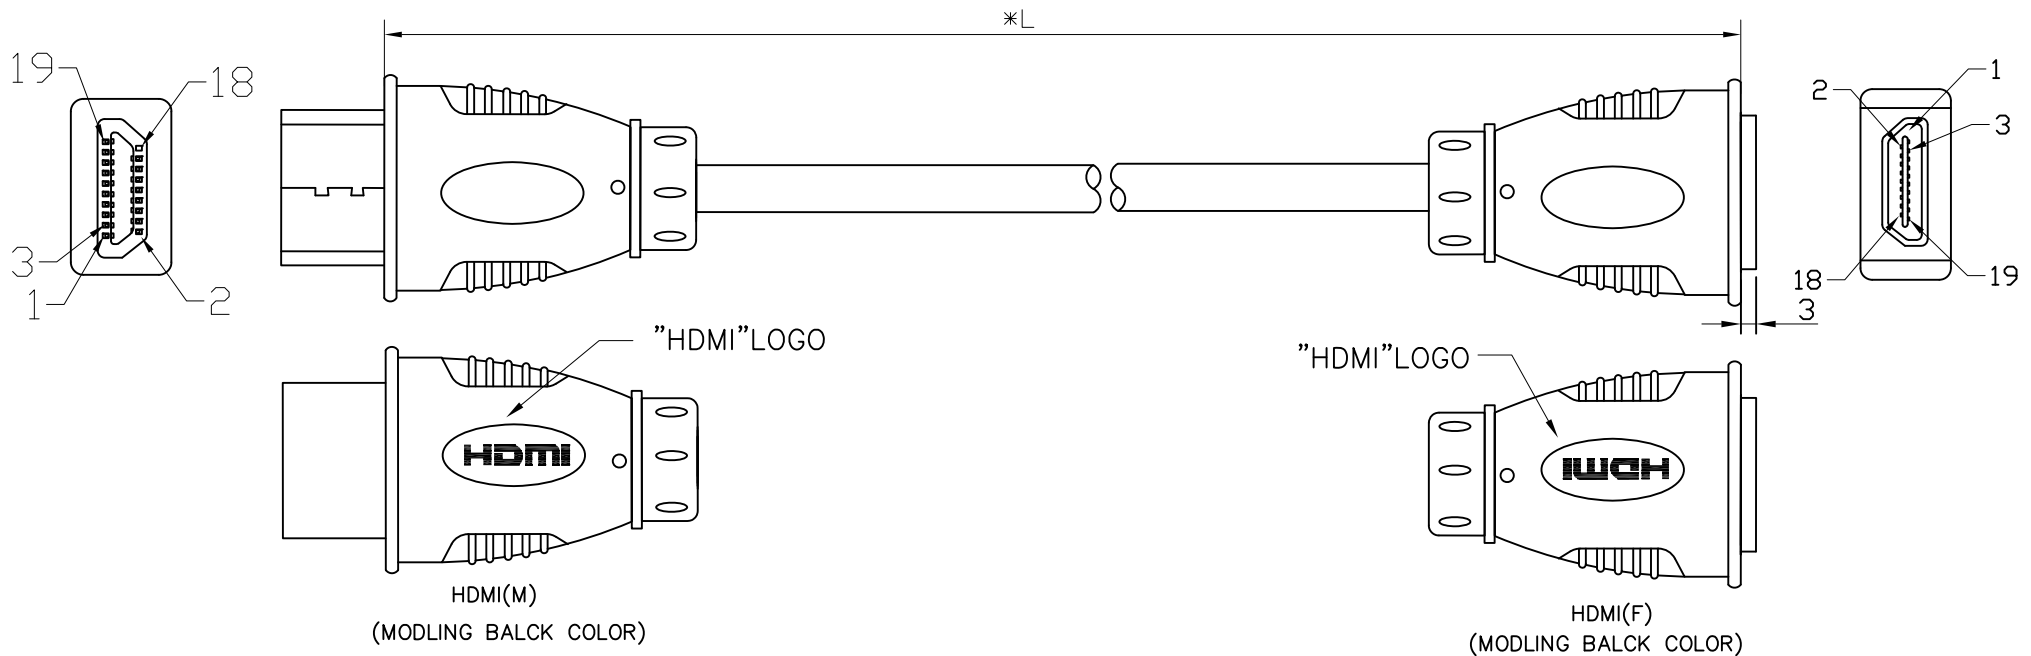 *L
19
18
3
1
2
1
2
3
18
19
3
"HDMI"LOGO
"HDMI"LOGO
HDMI
HDMI
HDMI(M)
(MODLING BALCK COLOR)
HDMI(F)
(MODLING BALCK COLOR)